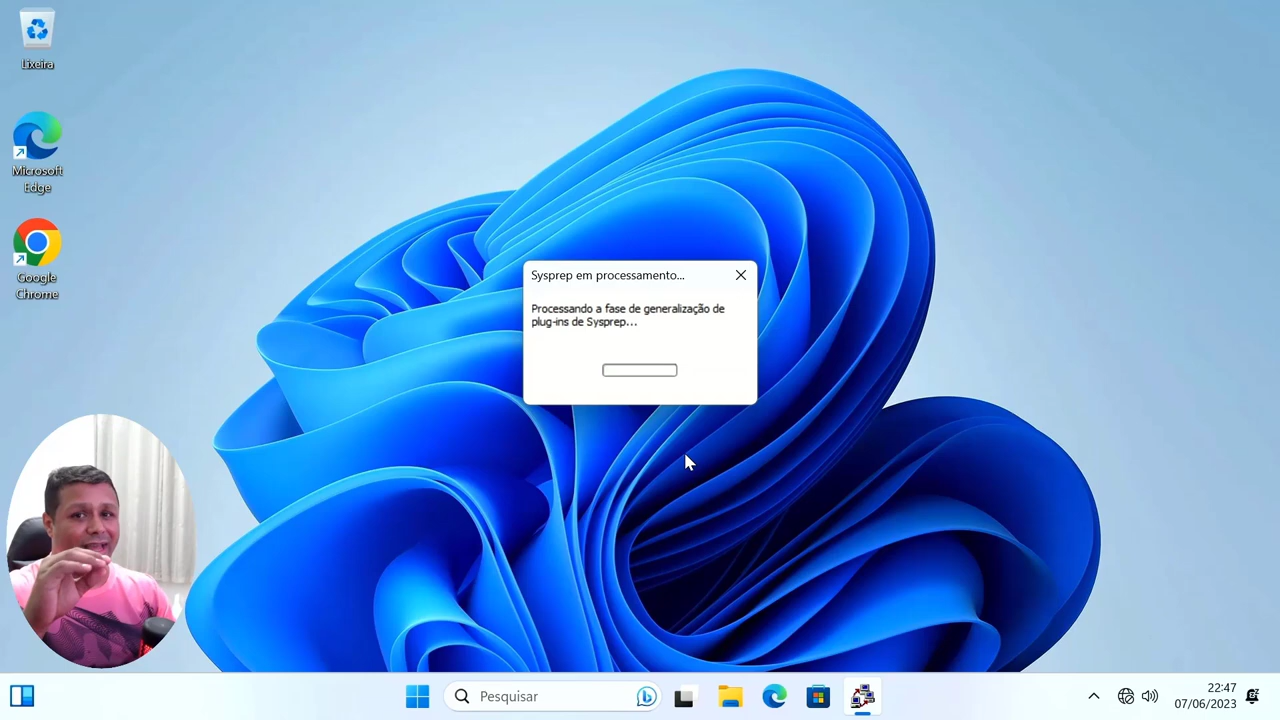 Lixeira
Microsoft
Edge
Google
Chrome
Sysprep em processamento...
Processando a fase de generalização de
plug-ins de Sysprep...
Pesquisar
22:47
07/06/2023